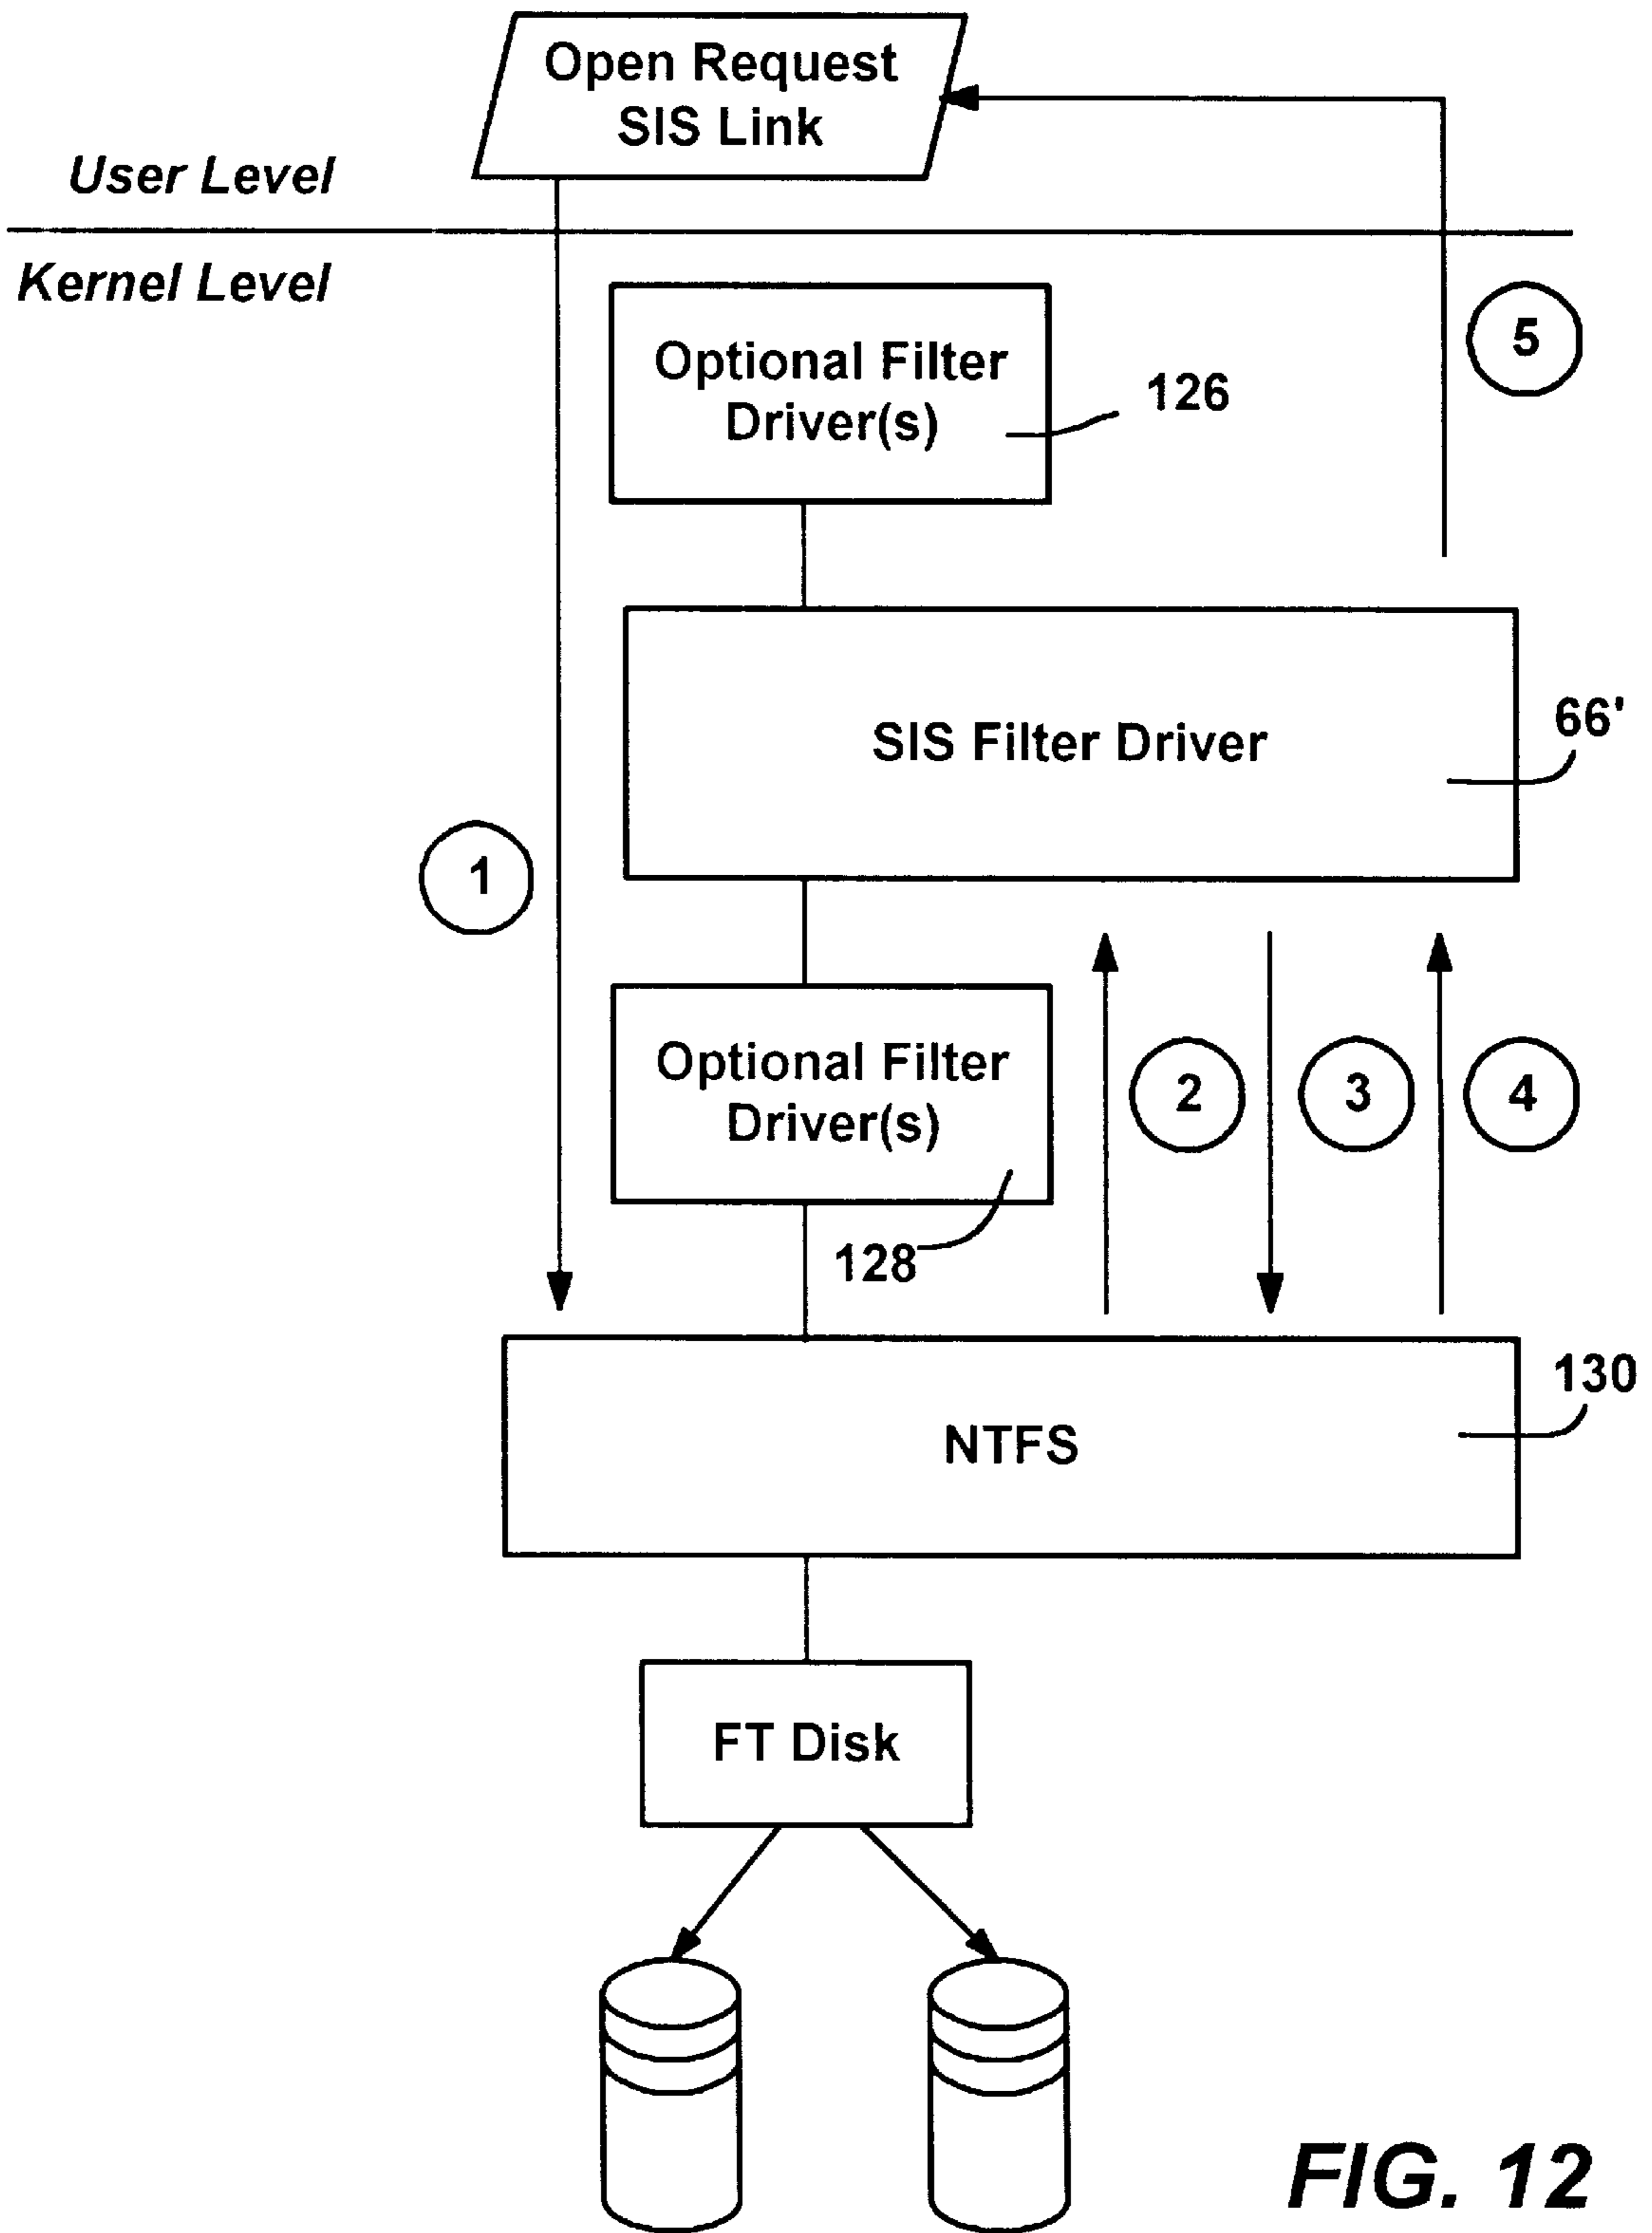 Open Request
SIS Link
User Level
Kernel Level
5
Optional Filter
Driver(s)
126
SIS Filter Driver
66'
1
Optional Filter
Driver(s)
2
3
4
128
130
NTFS
FT Disk
FIG. 12